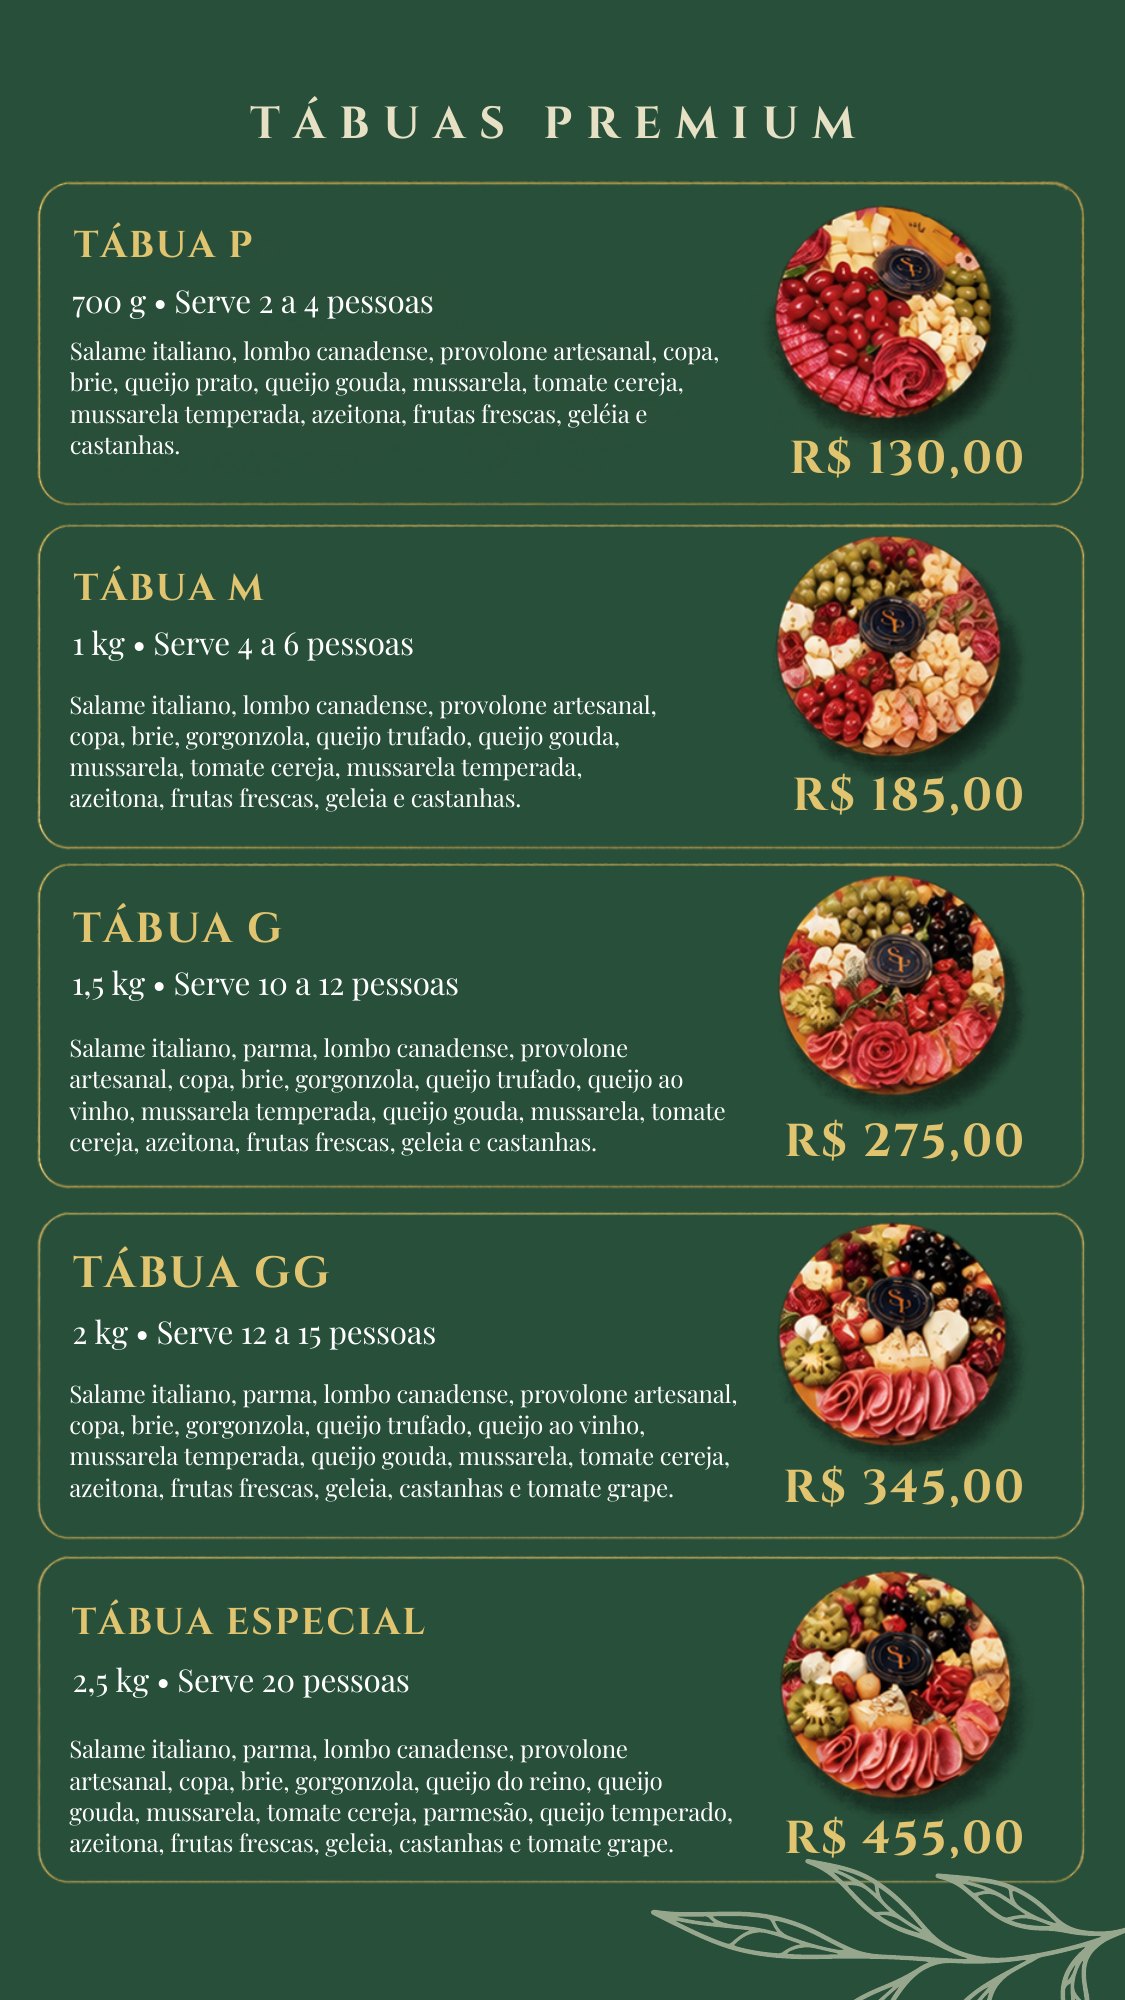 TÁBUAS PREMIUM
TÁBUA P
700 g • Serve 2 a 4 pessoas
Salame italiano, lombo canadense, provolone artesanal, copa,
brie, queijo prato, queijo gouda, mussarela, tomate cereja,
mussarela temperada, azeitona, frutas frescas, geléia e
castanhas.
SP
R$ 130,00
TÁBUA M
1 kg • Serve 4 a 6 pessoas
Salame italiano, lombo canadense, provolone artesanal,
copa, brie, gorgonzola, queijo trufado, queijo gouda,
mussarela, tomate cereja, mussarela temperada,
azeitona, frutas frescas, geleia e castanhas.
SP
R$ 185,00
TÁBUA G
1,5 kg • Serve 10 a 12 pessoas
Salame italiano, parma, lombo canadense, provolone
artesanal, copa, brie, gorgonzola, queijo trufado, queijo ao
vinho, mussarela temperada, queijo gouda, mussarela, tomate
cereja, azeitona, frutas frescas, geleia e castanhas.
SP
R$ 275,00
TÁBUA GG
2 kg • Serve 12 a 15 pessoas
Salame italiano, parma, lombo canadense, provolone artesanal,
copa, brie, gorgonzola, queijo trufado, queijo ao vinho,
mussarela temperada, queijo gouda, mussarela, tomate cereja,
azeitona, frutas frescas, geleia, castanhas e tomate grape.
SP
R$ 345,00
TÁBUA ESPECIAL
2,5 kg • Serve 20 pessoas
Salame italiano, parma, lombo canadense, provolone
artesanal, copa, brie, gorgonzola, queijo do reino, queijo
gouda, mussarela, tomate cereja, parmesão, queijo temperado,
azeitona, frutas frescas, geleia, castanhas e tomate grape.
SP
R$ 455,00